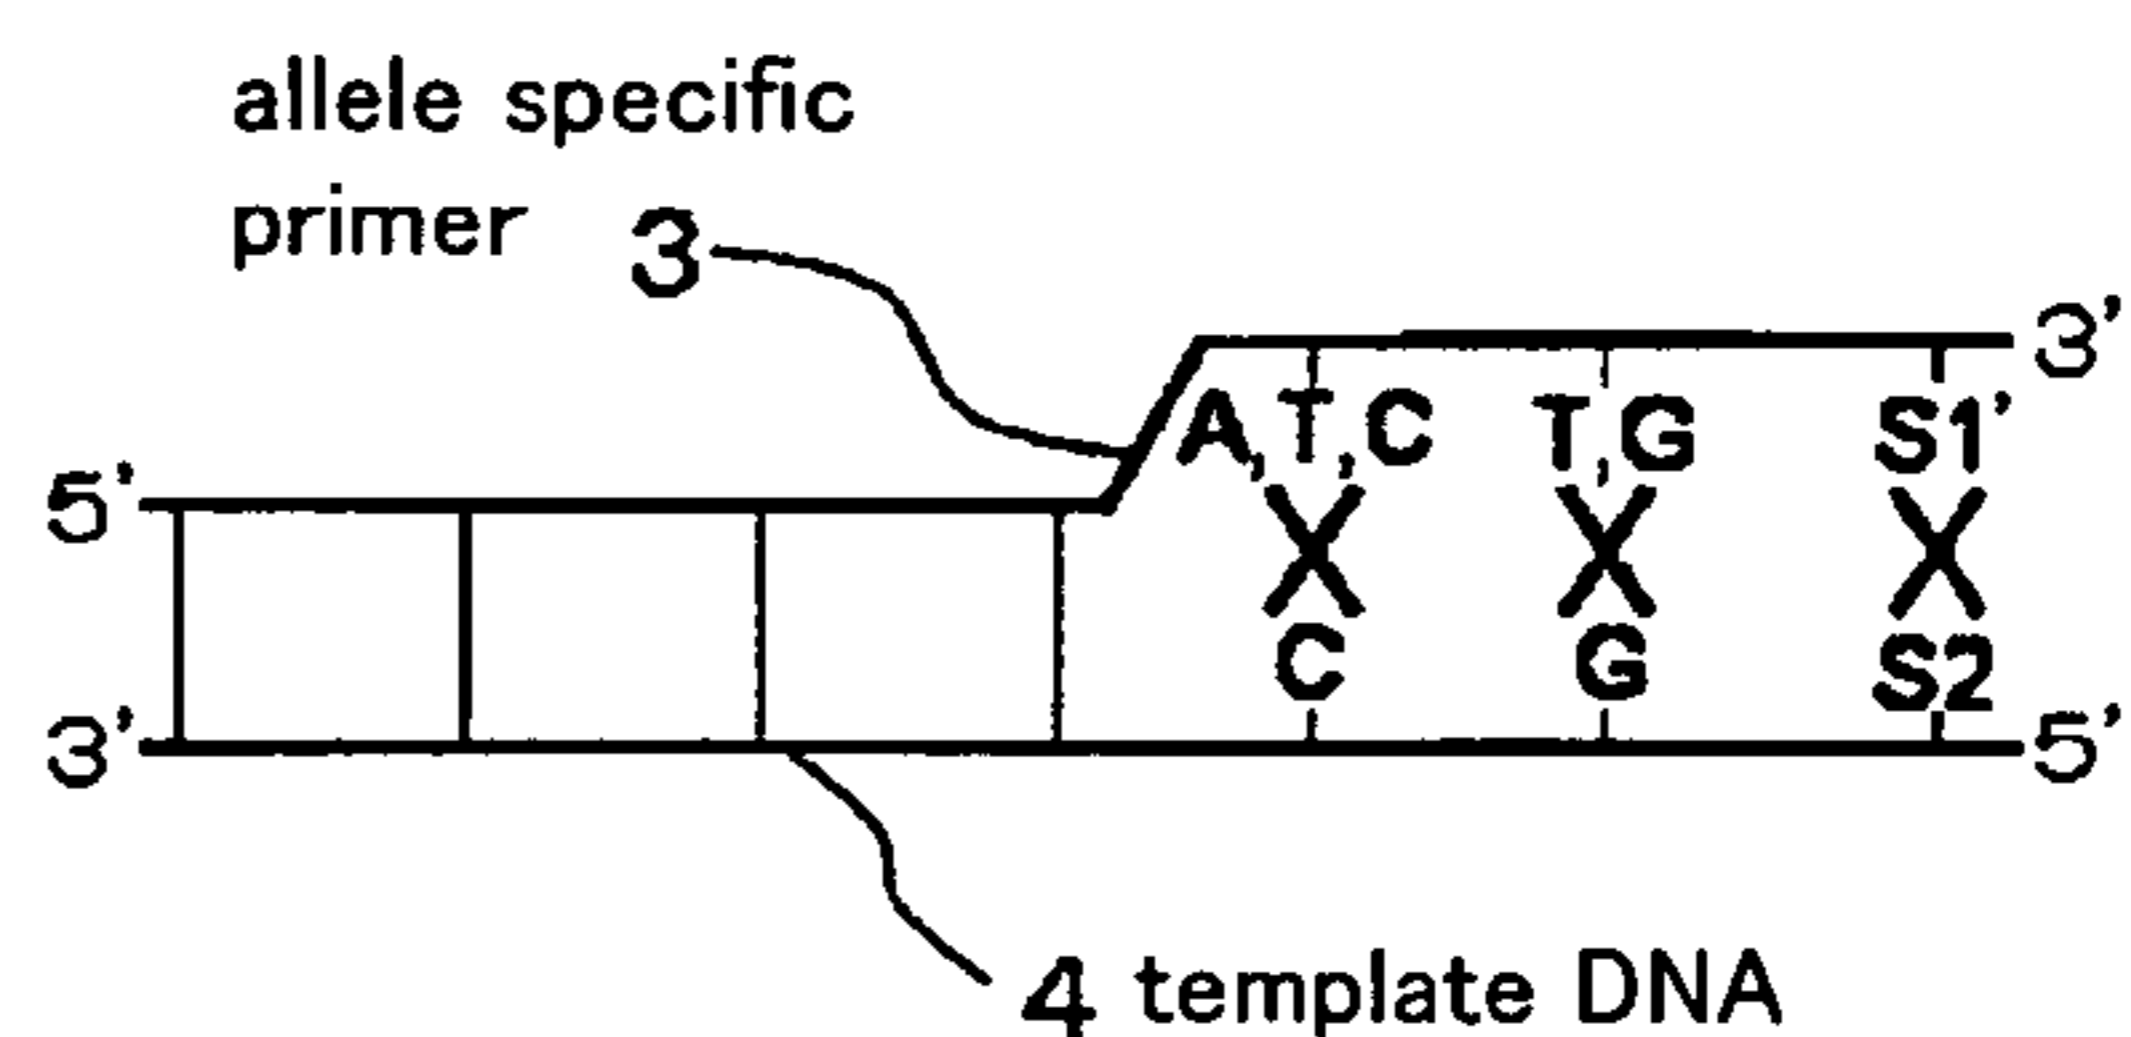 allele specific
primer 3
3'
A,T,C T,G S1'
5'
X X X
C G S2
3' 5'
4 template DNA